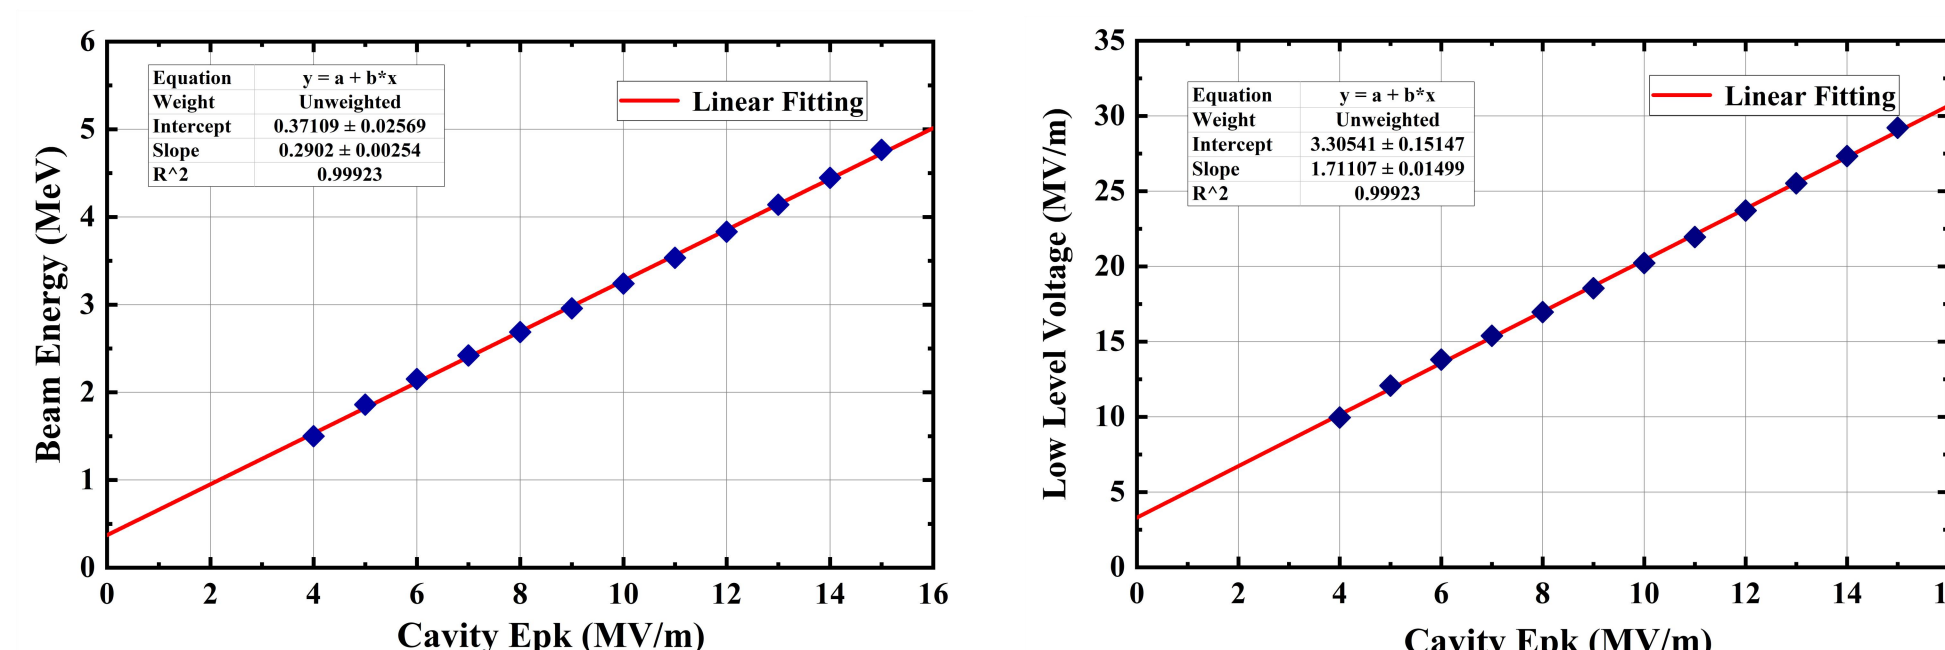 6
5
4
3
2
1
0
Beam Energy (MeV)
Equation y = a + b*x
Weight Unweighted
Intercept 0.37109 ± 0.02569
Slope 0.2902 ± 0.00254
R^2 0.99923
Linear Fitting
0 2 4 6 8 10 12 14 16
Cavity Epk (MV/m)
35
30
25
20
15
10
5
0
Low Level Voltage (MV/m)
Equation y = a + b*x
Weight Unweighted
Intercept 3.30541 ± 0.15147
Slope 1.71107 ± 0.01499
R^2 0.99923
Linear Fitting
0 2 4 6 8 10 12 14 1
Cavity Epk (MV/m)